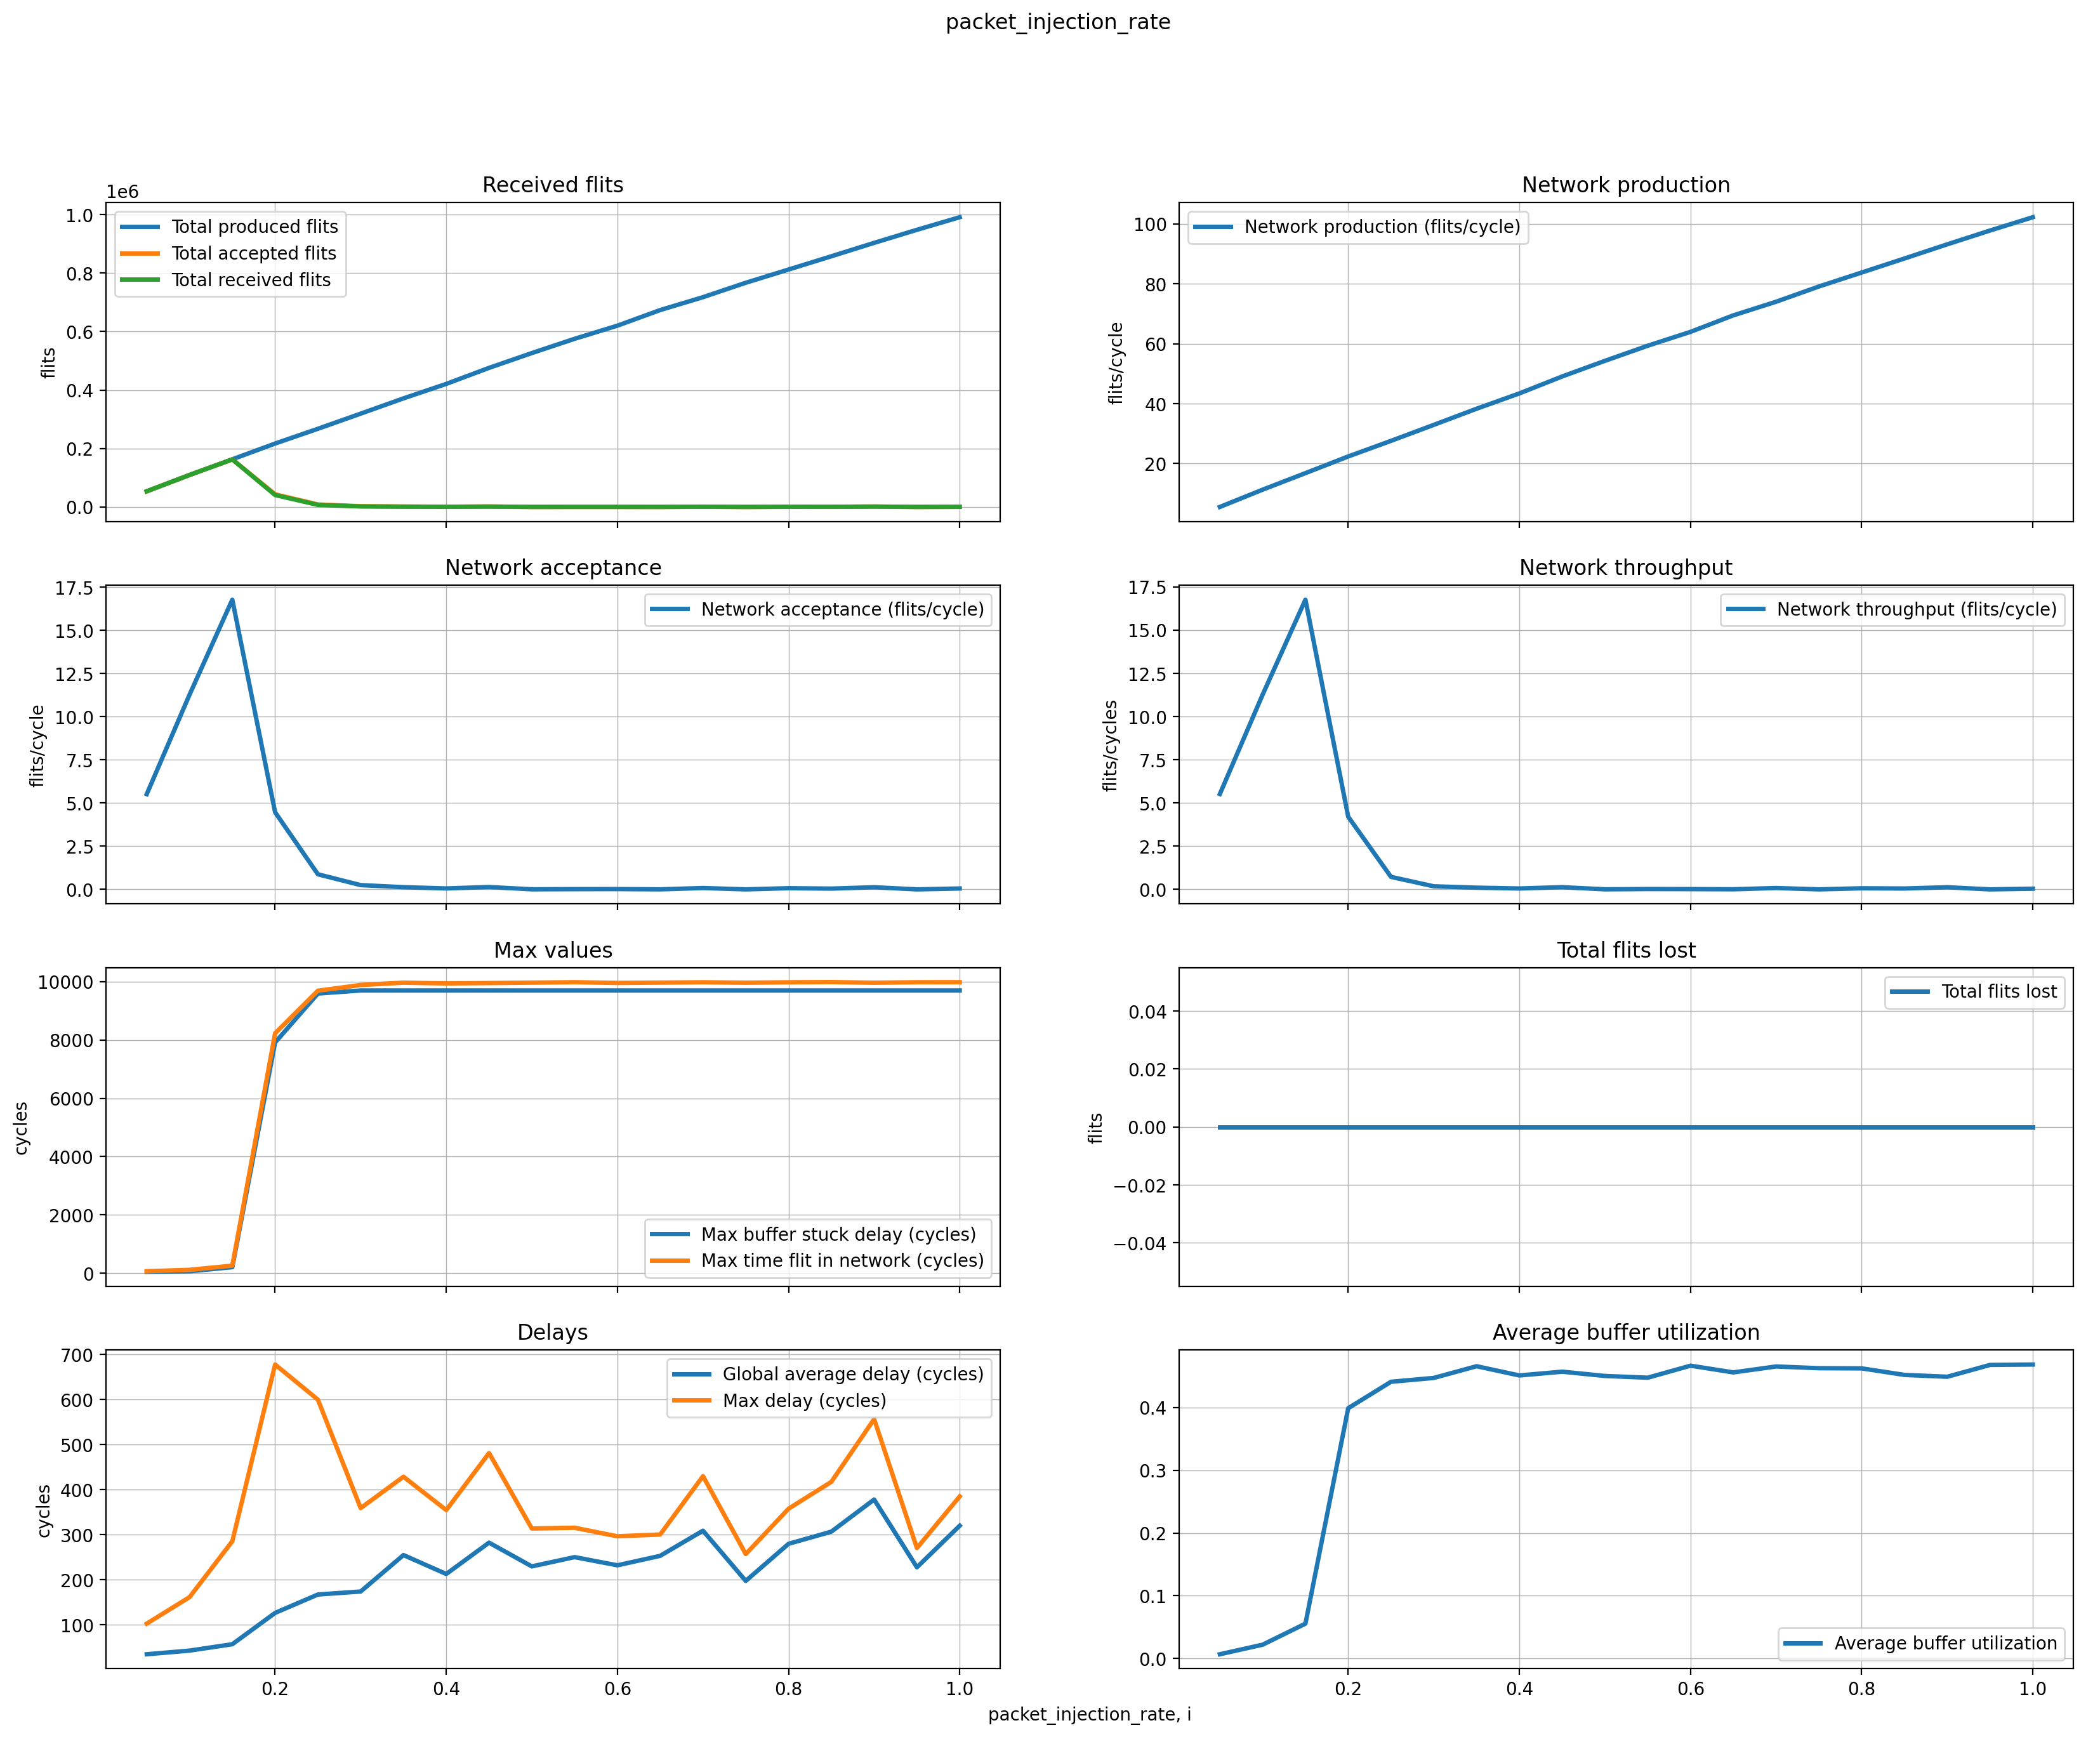 packet_injection_rate
Received flits
1e6
1.0
0.8
0.6
0.4
0.2
0.0
flits
Total produced flits
Total accepted flits
Total received flits
Network production
100
80
60
40
20
flits/cycle
Network production (flits/cycle)
Network acceptance
17.5
15.0
12.5
10.0
7.5
5.0
2.5
0.0
flits/cycle
Network acceptance (flits/cycle)
Network throughput
17.5
15.0
12.5
10.0
7.5
5.0
2.5
0.0
flits/cycles
Network throughput (flits/cycle)
Max values
10000
8000
6000
4000
2000
0
cycles
Max buffer stuck delay (cycles)
Max time flit in network (cycles)
Total flits lost
0.04
0.02
0.00
−0.02
−0.04
flits
Total flits lost
Delays
700
600
500
400
300
200
100
cycles
Global average delay (cycles)
Max delay (cycles)
0.2 0.4 0.6 0.8 1.0
Average buffer utilization
0.4
0.3
0.2
0.1
0.0
Average buffer utilization
0.2 0.4 0.6 0.8 1.0
packet_injection_rate, i